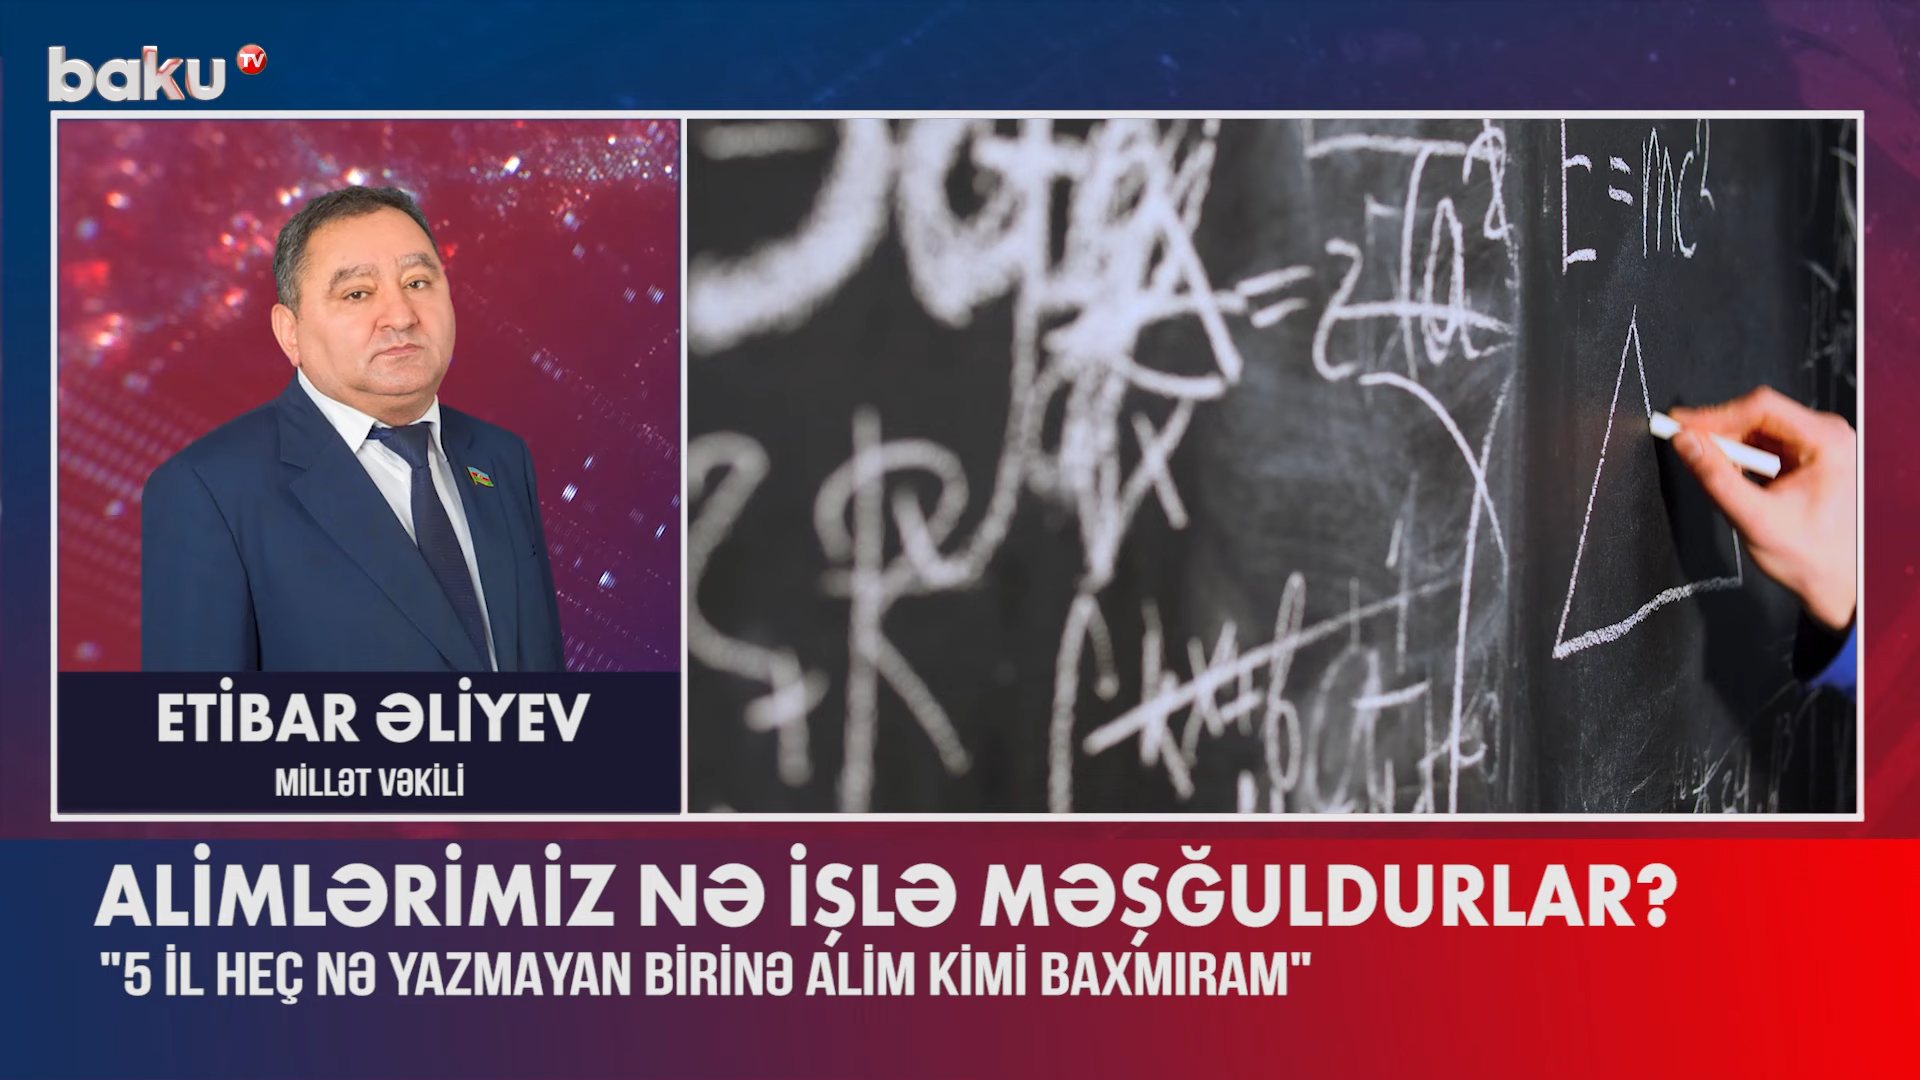 baku TV
E=mc²
ETİBAR ƏLİYEV
MİLLƏT VƏKİLİ
ALİMLƏRİMİZ NƏ İŞLƏ MƏŞĞULDURLAR?
"5 İL HEÇ NƏ YAZMAYAN BİRİNƏ ALİM KİMİ BAXMIRAM"